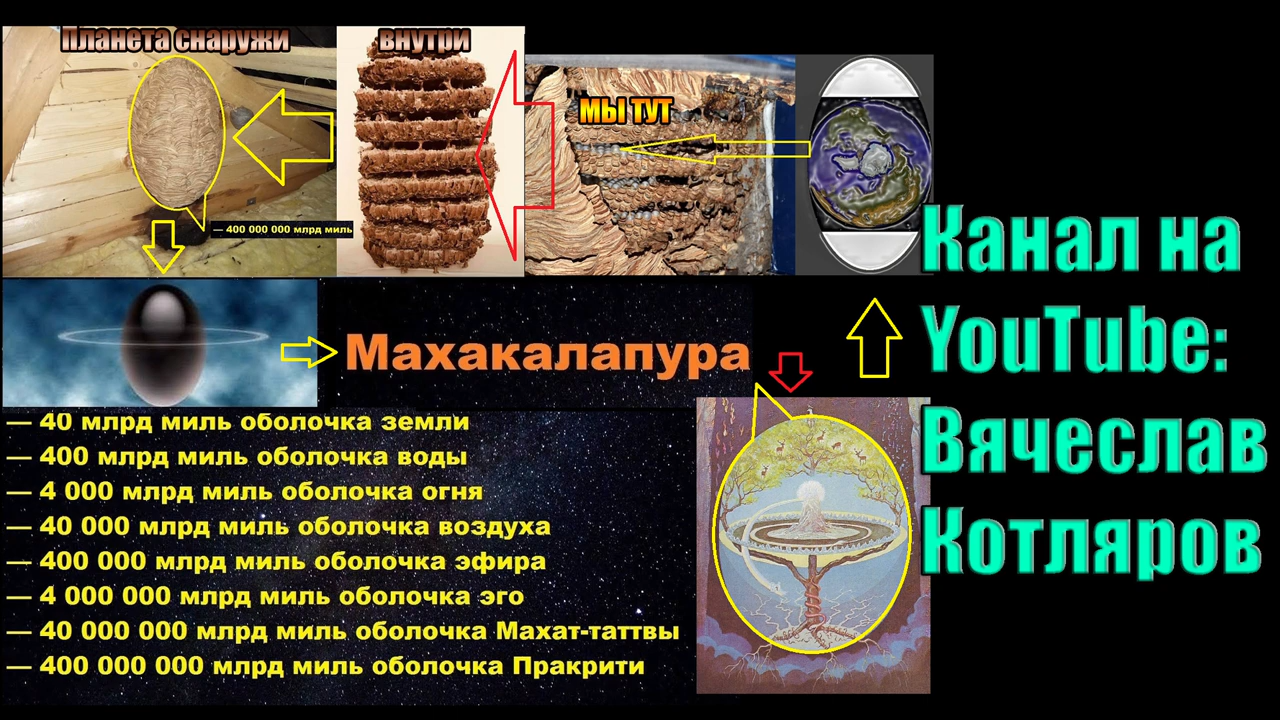 планета снаружи
внутри
МЫ ТУТ
— 400 000 000 млрд миль
Махакалапура
— 40 млрд миль оболочка земли
— 400 млрд миль оболочка воды
— 4 000 млрд миль оболочка огня
— 40 000 млрд миль оболочка воздуха
— 400 000 млрд миль оболочка эфира
— 4 000 000 млрд миль оболочка эго
— 40 000 000 млрд миль оболочка Махат-таттвы
— 400 000 000 млрд миль оболочка Пракрити
Канал на
YouTube:
Вячеслав
Котляров